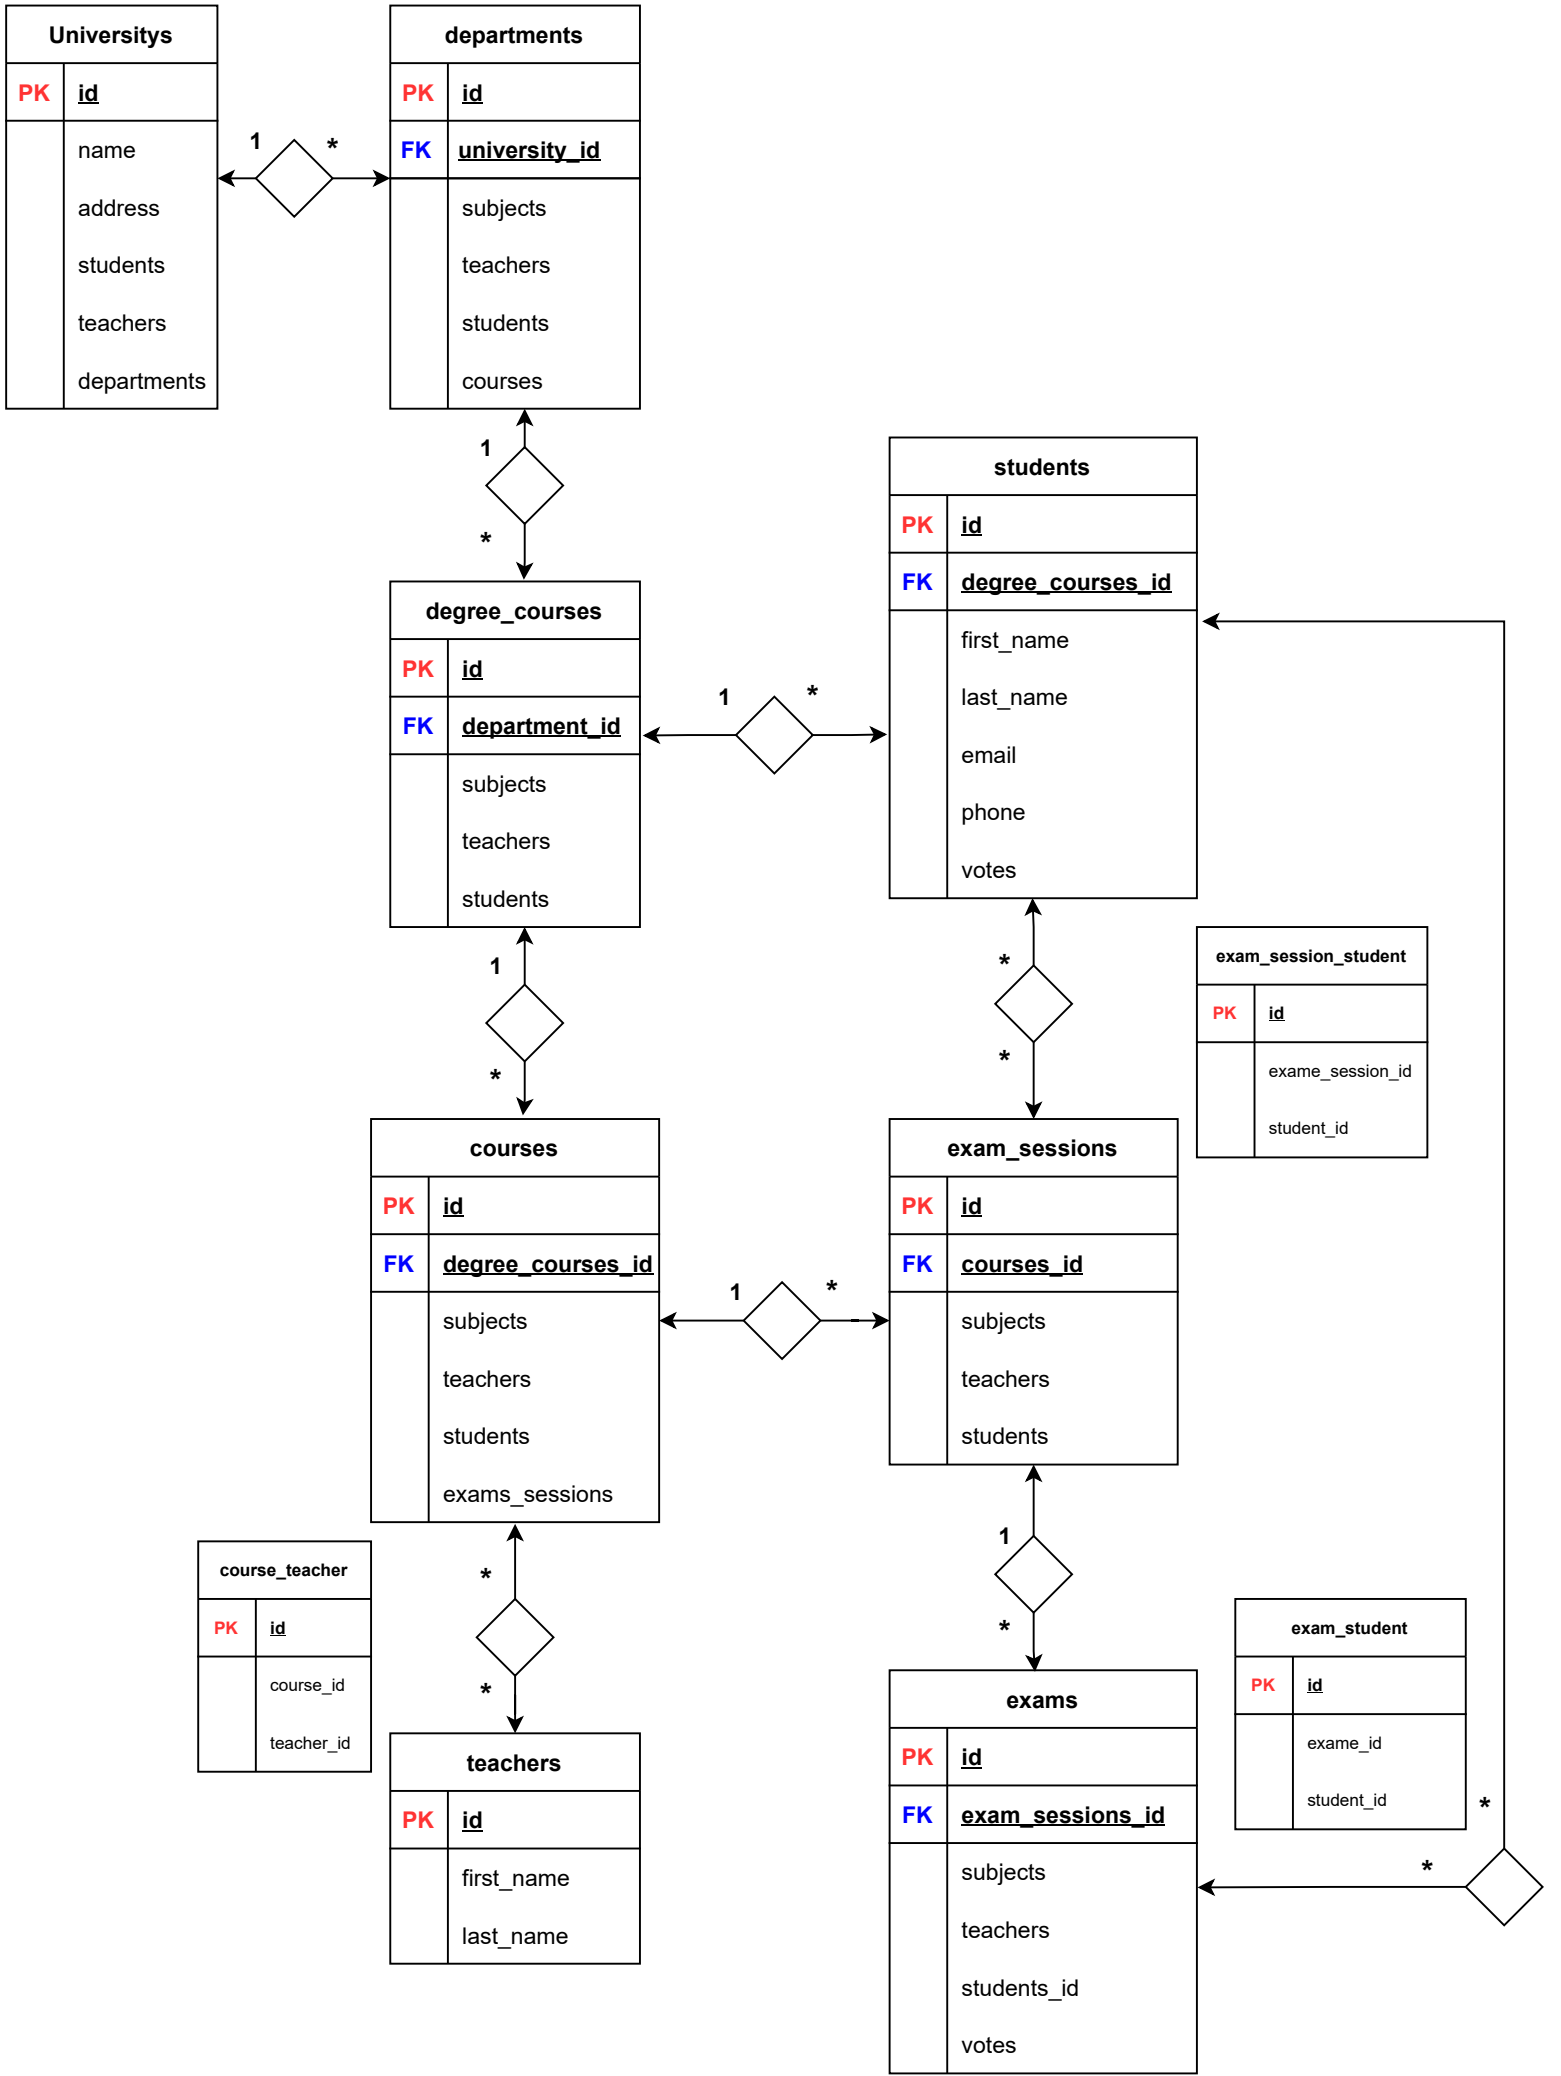 Universitys
PK id
name
address
students
teachers
departments
1 *
departments
PK id
FK university_id
subjects
teachers
students
courses
1
*
degree_courses
PK id
FK department_id
subjects
teachers
students
1 *
students
PK id
FK degree_courses_id
first_name
last_name
email
phone
votes
*
*
exam_session_student
PK id
exame_session_id
student_id
1
*
courses
PK id
FK degree_courses_id
subjects
teachers
students
exams_sessions
1 *
-
exam_sessions
PK id
FK courses_id
subjects
teachers
students
1
*
course_teacher
PK id
course_id
teacher_id
*
*
teachers
PK id
first_name
last_name
exams
PK id
FK exam_sessions_id
subjects
teachers
students_id
votes
exam_student
PK id
exame_id
student_id
*
*